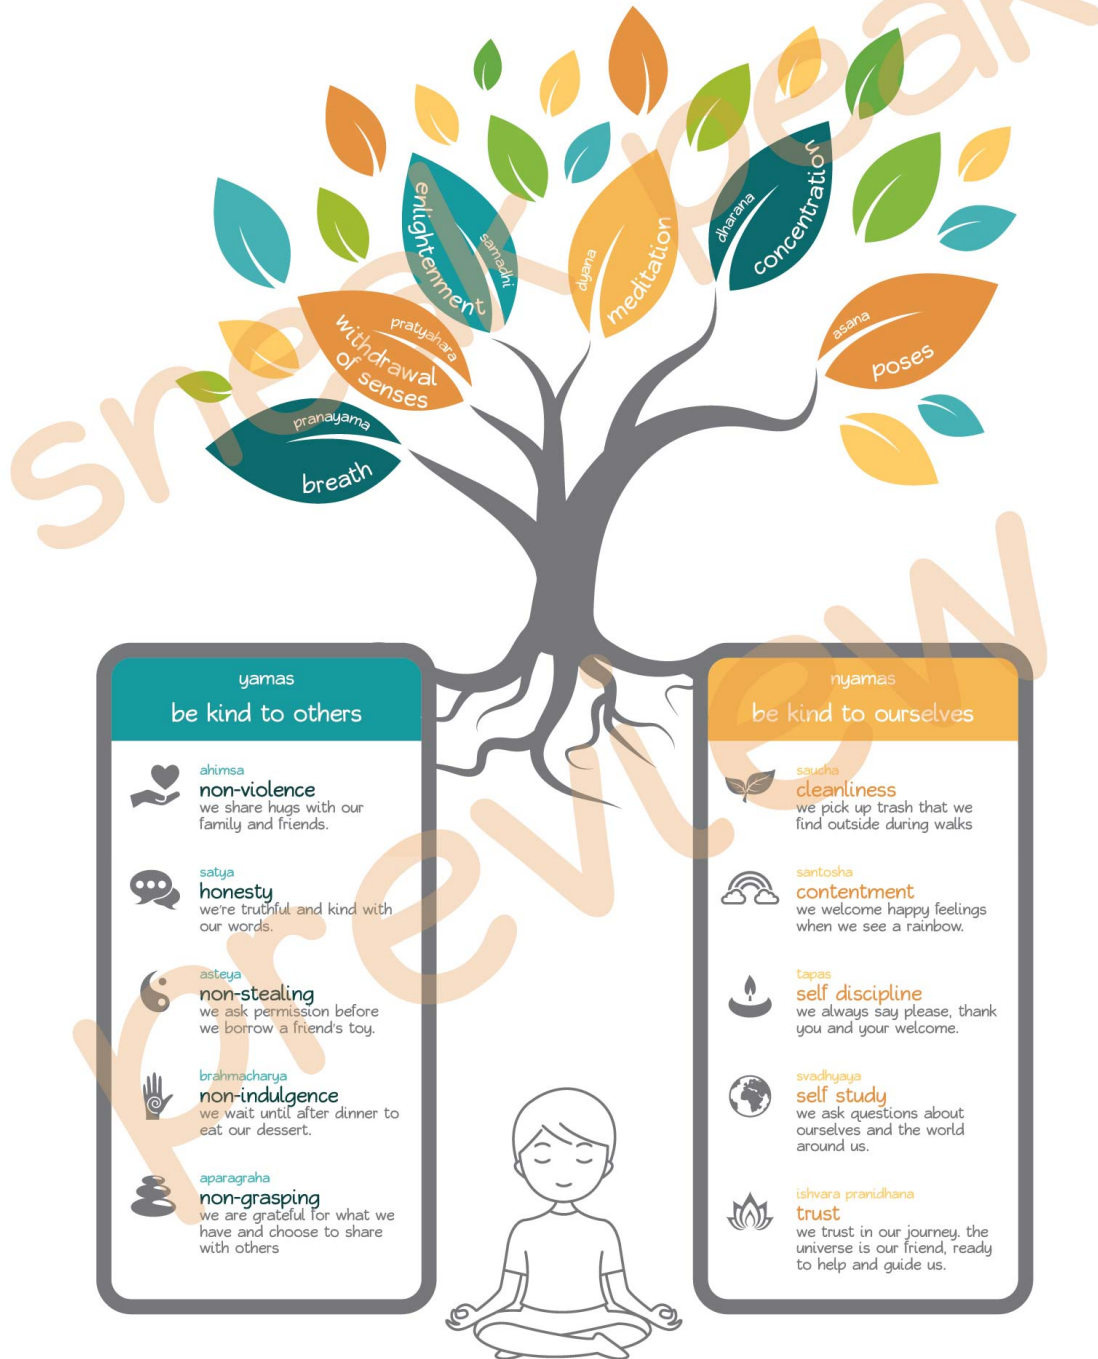 sneak peak
preview
enlightenment
samadhi
dyana
meditation
dharana
concentration
pratyahara
withdrawal
of senses
asana
poses
pranayama
breath
yamas
be kind to others
ahimsa
non-violence
we share hugs with our
family and friends.
satya
honesty
we're truthful and kind with
our words.
asteya
non-stealing
we ask permission before
we borrow a friend's toy.
brahmacharya
non-indulgence
we wait until after dinner to
eat our dessert.
aparagraha
non-grasping
we are grateful for what we
have and choose to share
with others
nyamas
be kind to ourselves
saucha
cleanliness
we pick up trash that we
find outside during walks
santosha
contentment
we welcome happy feelings
when we see a rainbow.
tapas
self discipline
we always say please, thank
you and your welcome.
svadhyaya
self study
we ask questions about
ourselves and the world
around us.
ishvara pranidhana
trust
we trust in our journey. the
universe is our friend, ready
to help and guide us.